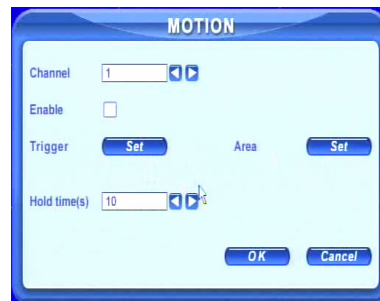 MOTION
Channel 1
Enable
Trigger Set Area Set
Hold time(s) 10
OK Cancel